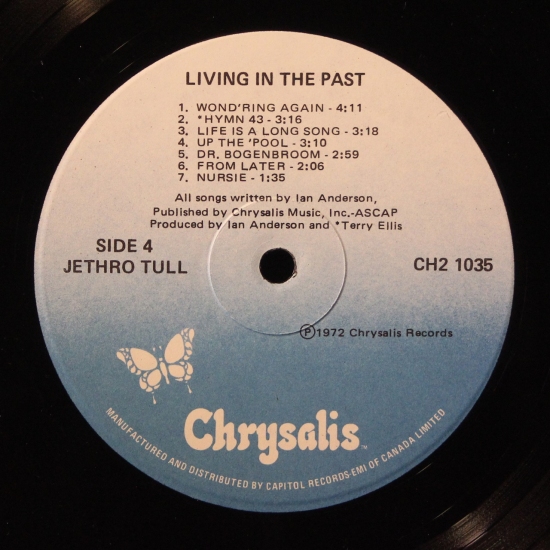 LIVING IN THE PAST
1. WOND'RING AGAIN - 4:11
2. *HYMN 43 - 3:16
3. LIFE IS A LONG SONG - 3:18
4. UP THE 'POOL - 3:10
5. DR. BOGENBROOM - 2:59
6. FROM LATER - 2:06
7. NURSIE - 1:35
All songs written by Ian Anderson,
Published by Chrysalis Music, Inc.-ASCAP
Produced by Ian Anderson and *Terry Ellis
SIDE 4
JETHRO TULL
CH2 1035
Ⓟ1972 Chrysalis Records
Chrysalis™
MANUFACTURED AND DISTRIBUTED BY CAPITOL RECORDS-EMI OF CANADA LIMITED